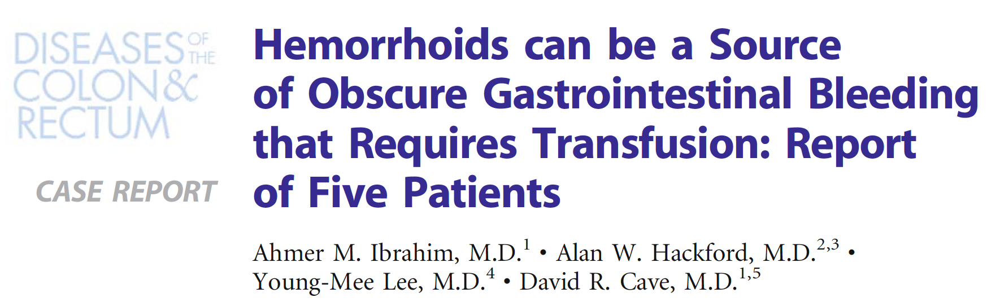 DISEASES OF THE
COLON &
RECTUM
CASE REPORT
Hemorrhoids can be a Source
of Obscure Gastrointestinal Bleeding
that Requires Transfusion: Report
of Five Patients
Ahmer M. Ibrahim, M.D.1 • Alan W. Hackford, M.D.2,3 •
Young-Mee Lee, M.D.4 • David R. Cave, M.D.1,5